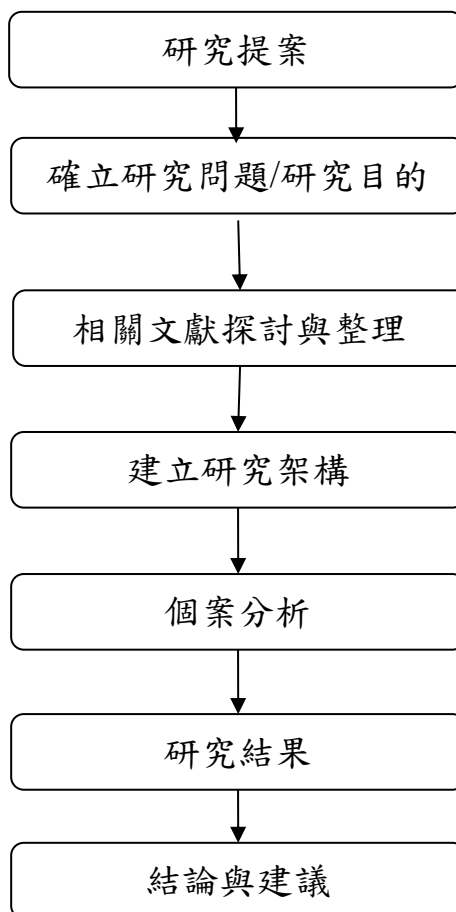 研究提案
確立研究問題/研究目的
相關文獻探討與整理
建立研究架構
個案分析
研究結果
結論與建議